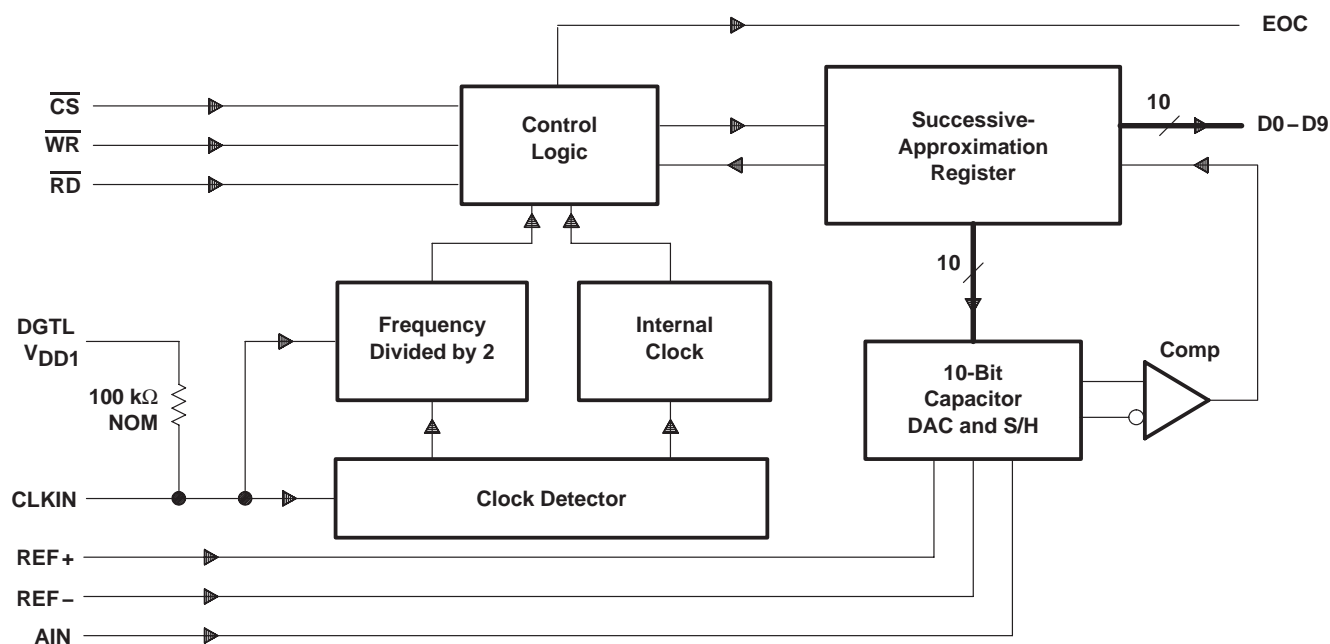 EOC
CS
WR
RD
Control
Logic
Successive-
Approximation
Register
10
D0–D9
10
DGTL
VDD1
100 kΩ
NOM
Frequency
Divided by 2
Internal
Clock
10-Bit
Capacitor
DAC and S/H
Comp
CLKIN
Clock Detector
REF+
REF–
AIN